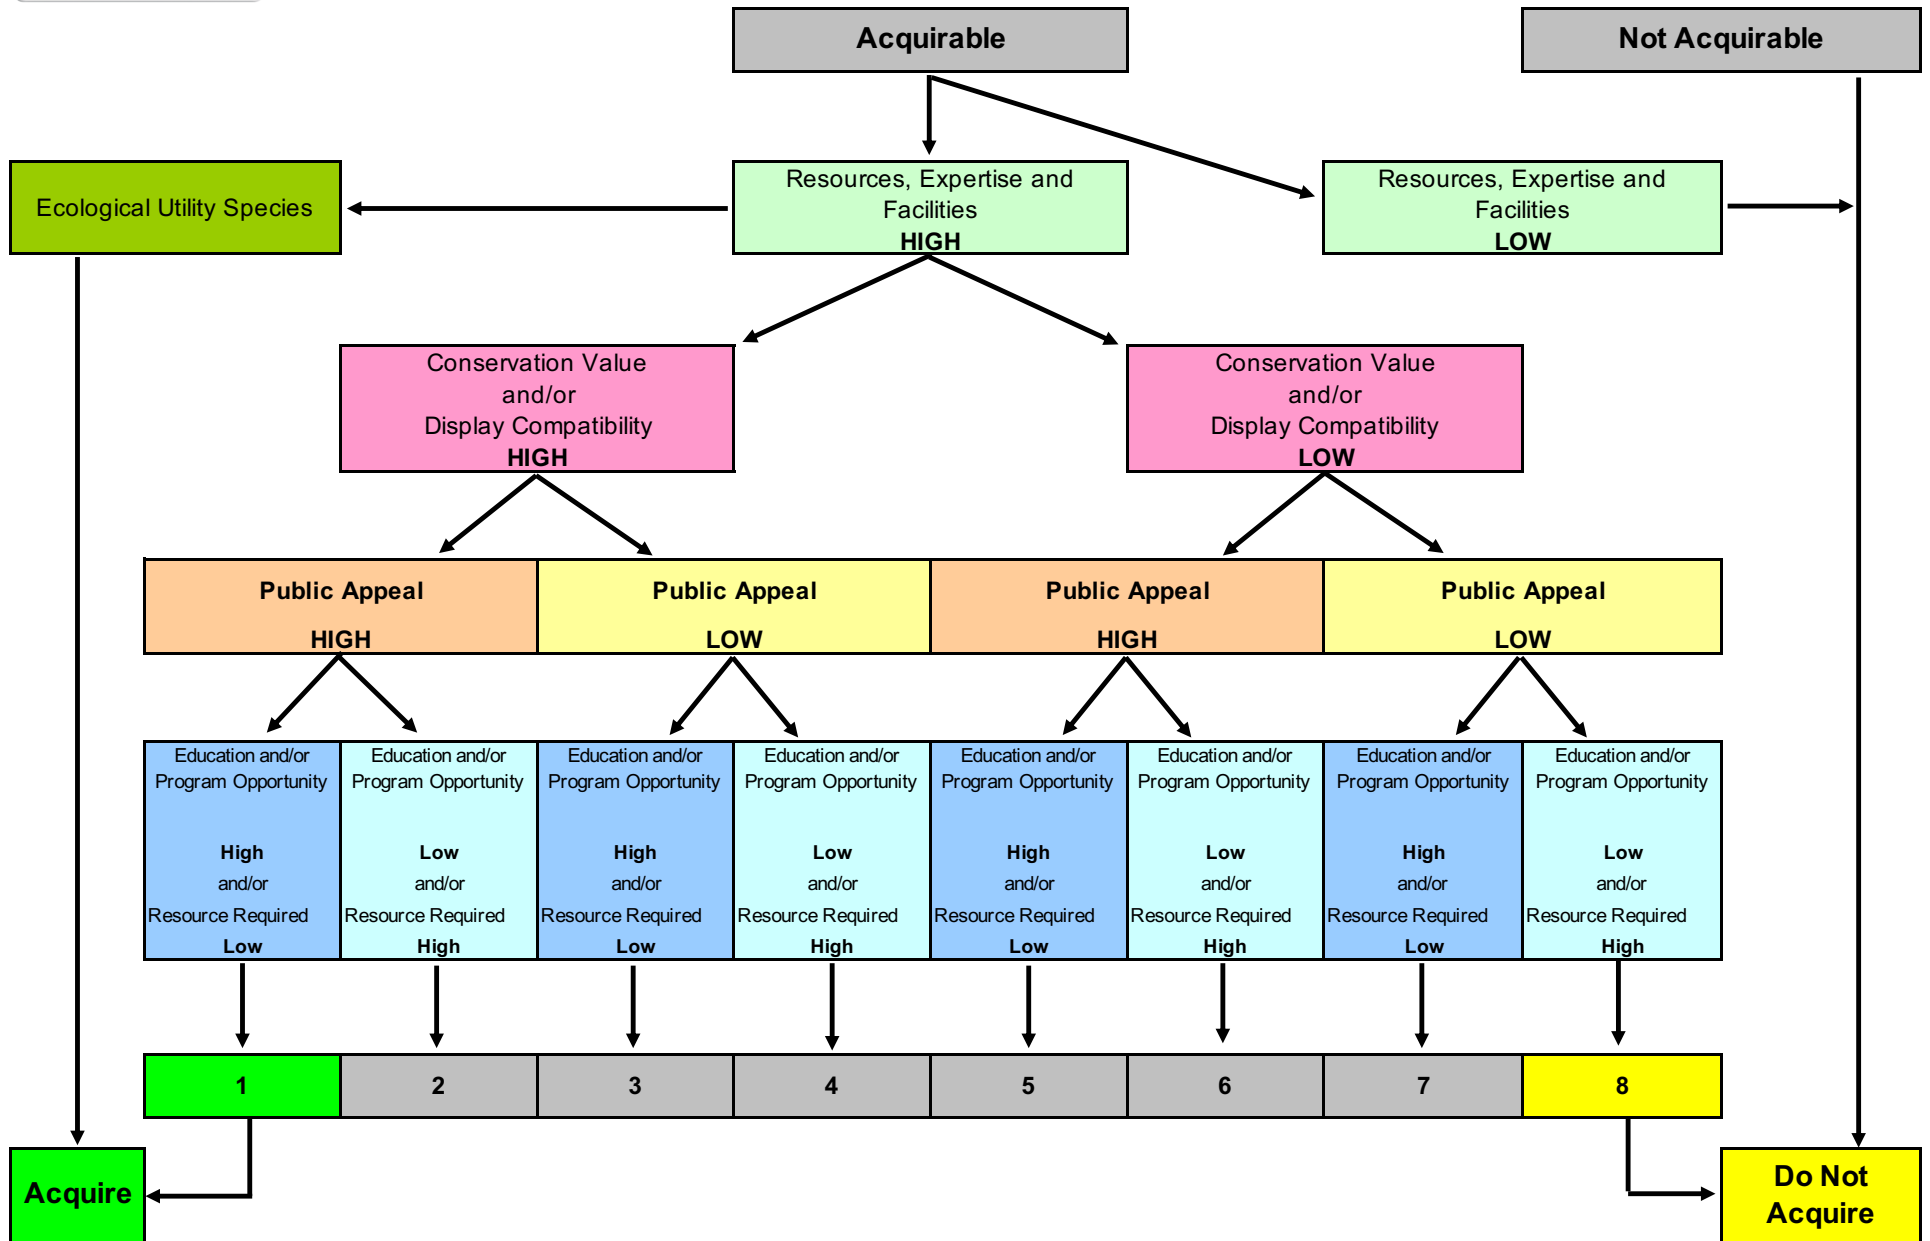 Acquirable
Not Acquirable
Ecological Utility Species
Resources, Expertise and
Facilities
HIGH
Resources, Expertise and
Facilities
LOW
Conservation Value
and/or
Display Compatibility
HIGH
Conservation Value
and/or
Display Compatibility
LOW
Public Appeal
HIGH
Public Appeal
LOW
Public Appeal
HIGH
Public Appeal
LOW
Education and/or
Program Opportunity
High
and/or
Resource Required
Low
Education and/or
Program Opportunity
Low
and/or
Resource Required
High
Education and/or
Program Opportunity
High
and/or
Resource Required
Low
Education and/or
Program Opportunity
Low
and/or
Resource Required
High
Education and/or
Program Opportunity
High
and/or
Resource Required
Low
Education and/or
Program Opportunity
Low
and/or
Resource Required
High
Education and/or
Program Opportunity
High
and/or
Resource Required
Low
Education and/or
Program Opportunity
Low
and/or
Resource Required
High
1
2
3
4
5
6
7
8
Acquire
Do Not
Acquire